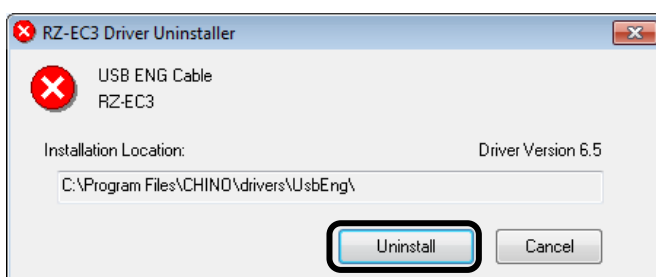 RZ-EC3 Driver Uninstaller
USB ENG Cable
RZ-EC3
Installation Location: Driver Version 6.5
C:\Program Files\CHINO\drivers\UsbEng\
Uninstall Cancel